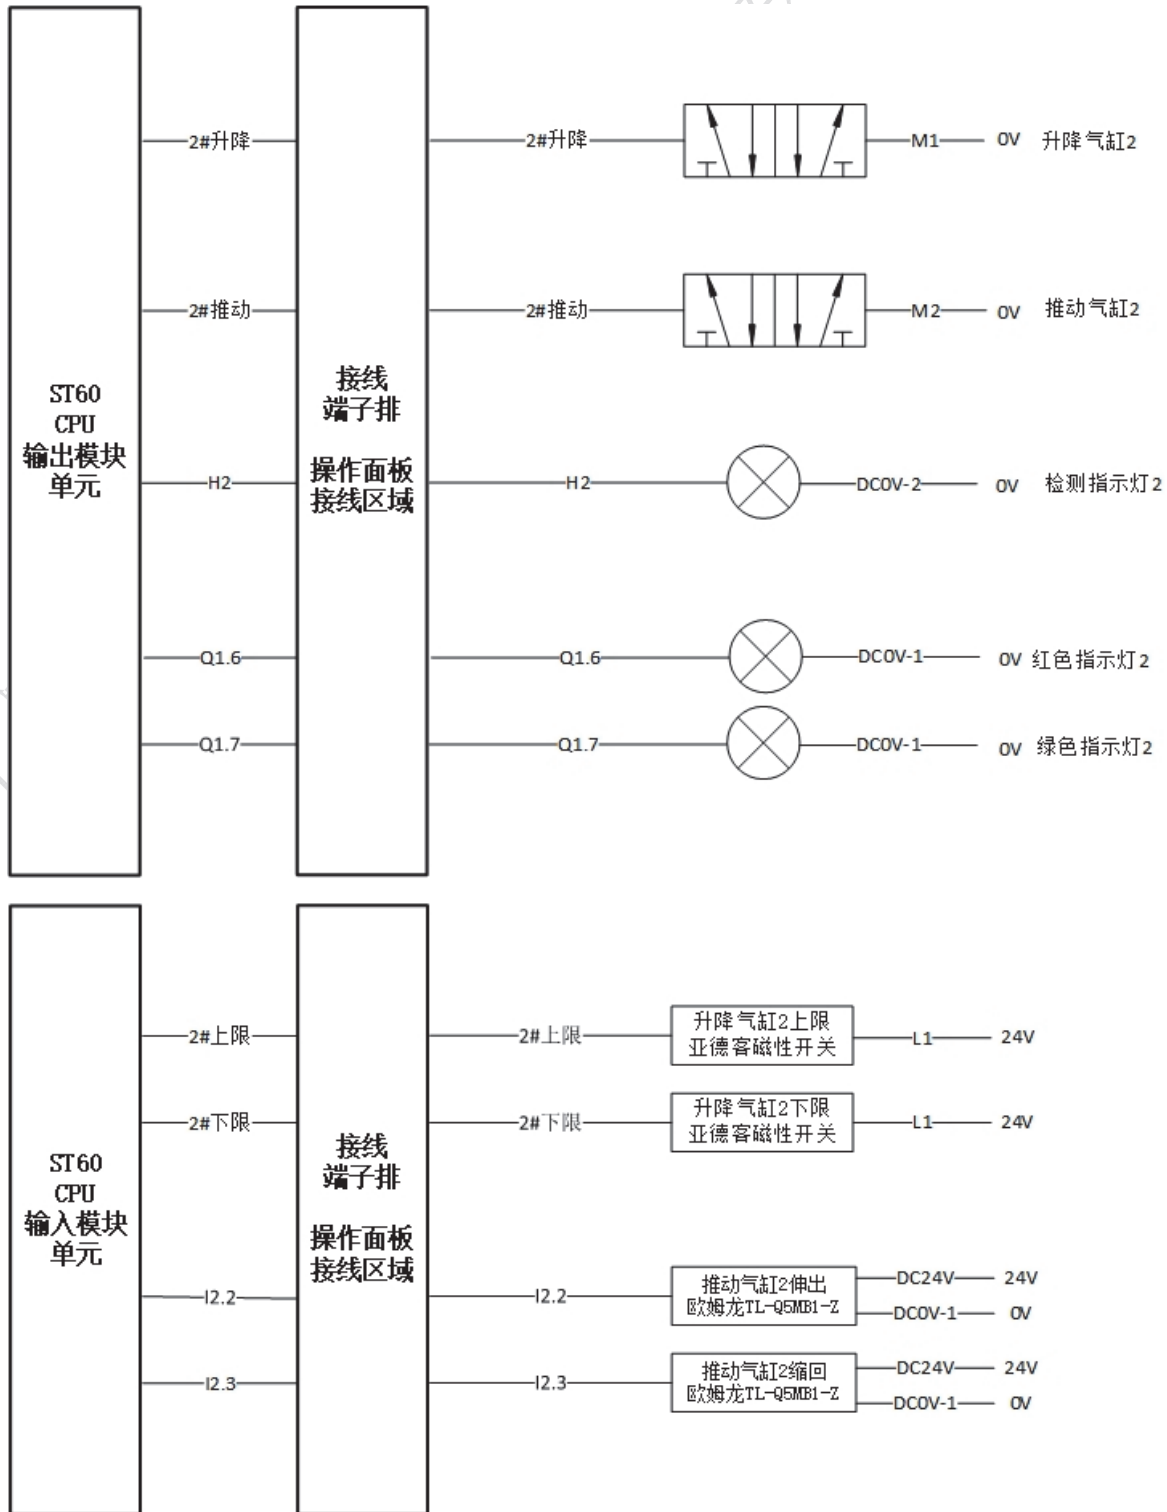 ST60
CPU
输出模块
单元
接线
端子排
操作面板
接线区域
2#升降
2#升降
M1
0V
升降气缸2
2#推动
2#推动
M2
0V
推动气缸2
H2
H2
DC0V-2
0V
检测指示灯2
Q1.6
Q1.6
DC0V-1
0V
红色指示灯2
Q1.7
Q1.7
DC0V-1
0V
绿色指示灯2
ST60
CPU
输入模块
单元
接线
端子排
操作面板
接线区域
2#上限
2#上限
升降气缸2上限
亚德客磁性开关
L1
24V
2#下限
2#下限
升降气缸2下限
亚德客磁性开关
L1
24V
I2.2
I2.2
推动气缸2伸出
欧姆龙TL-Q5MB1-Z
DC24V
24V
DC0V-1
0V
I2.3
I2.3
推动气缸2缩回
欧姆龙TL-Q5MB1-Z
DC24V
24V
DC0V-1
0V